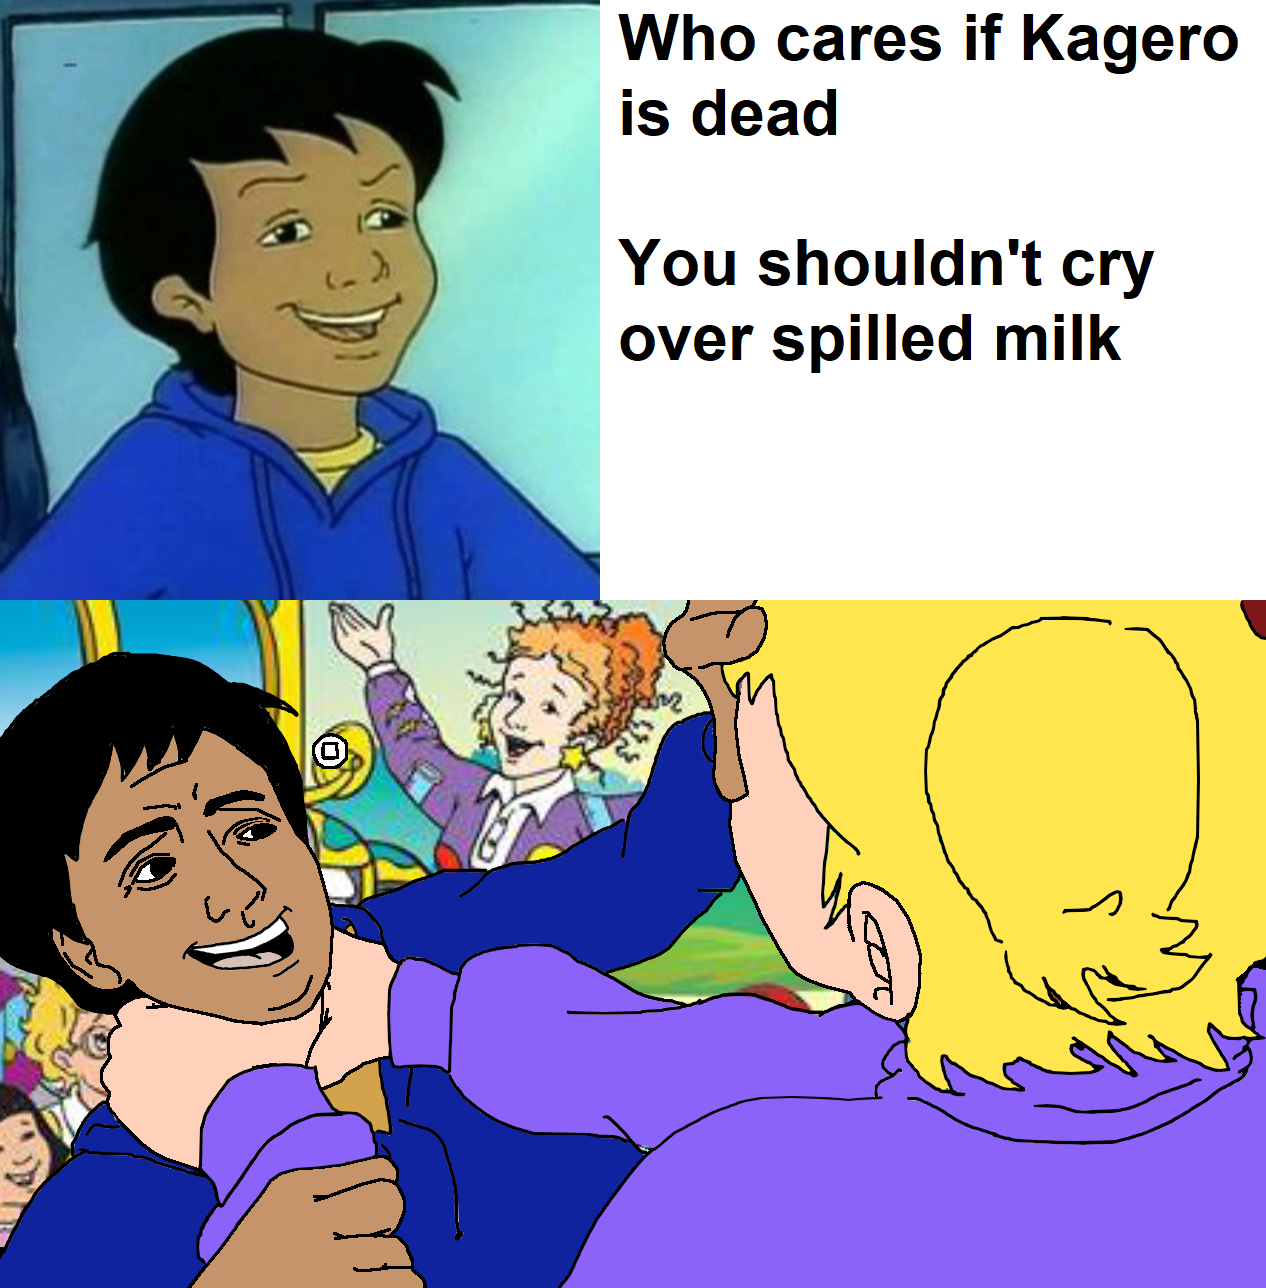 Who cares if Kagero
is dead
You shouldn't cry
over spilled milk